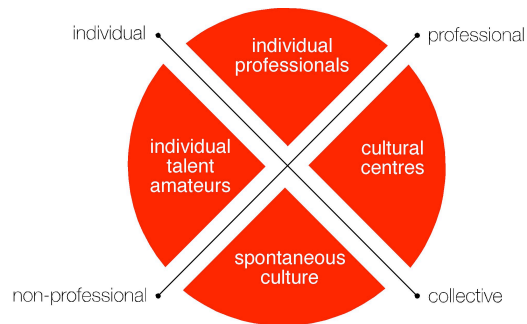 individual
professional
individual
professionals
individual
talent
amateurs
cultural
centres
spontaneous
culture
non-professional
collective